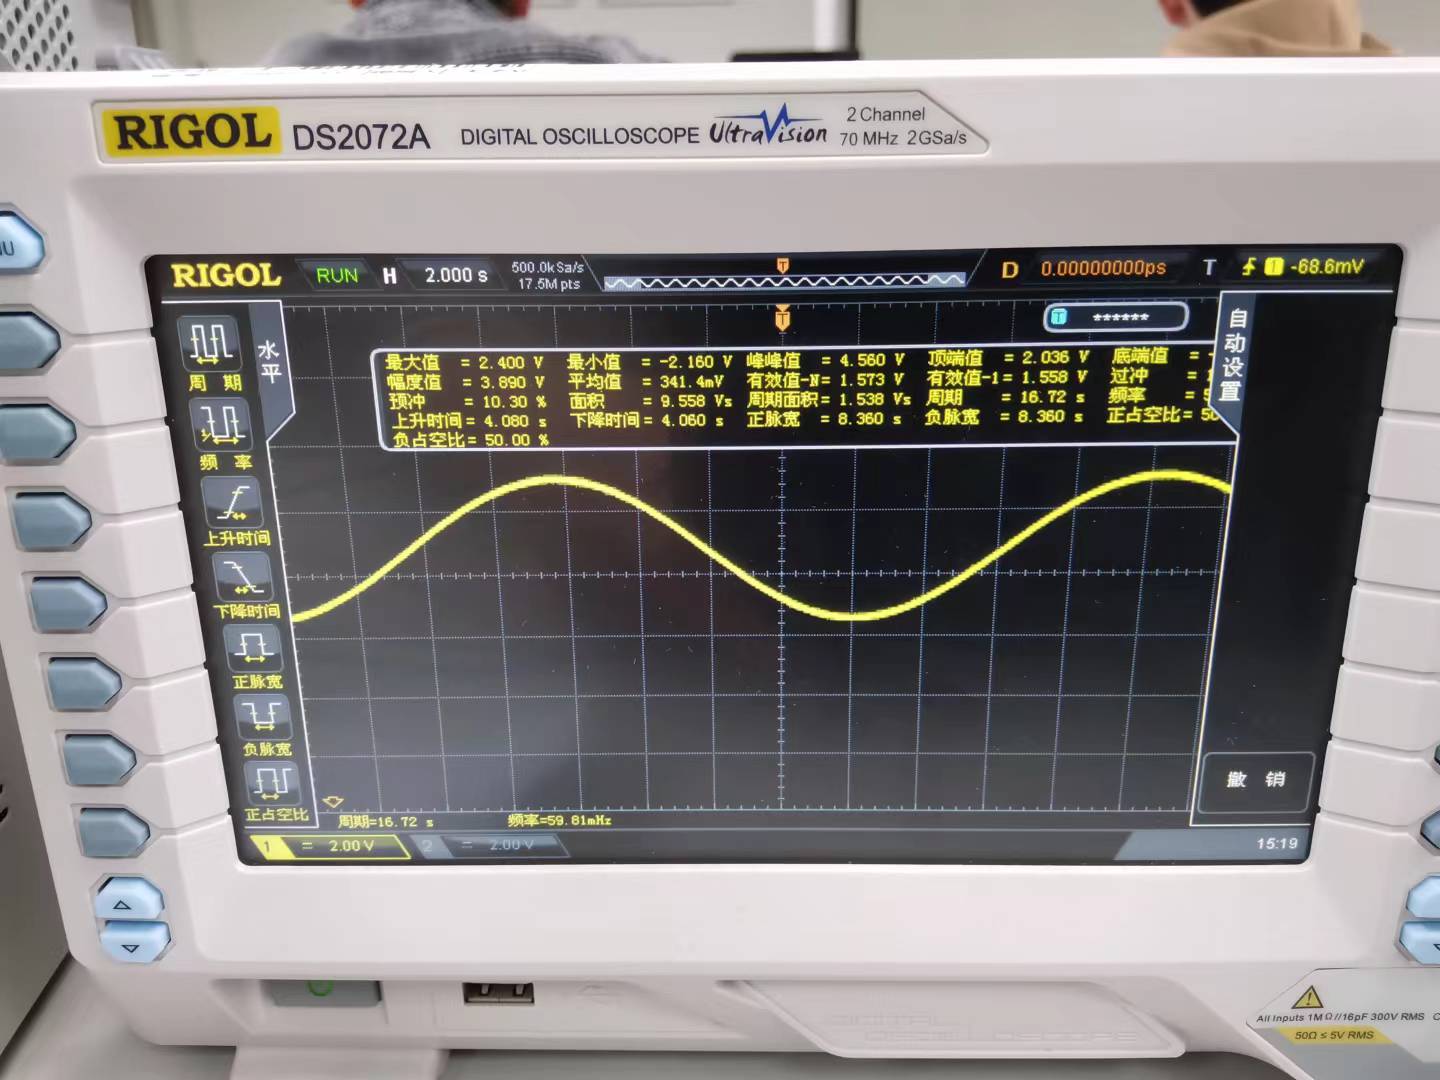 RIGOL DS2072A DIGITAL OSCILLOSCOPE UltraVision 2 Channel
70 MHz 2GSa/s
RIGOL RUN H 2.000 s 500.0kSa/s
17.5M pts
T
D 0.00000000ps T 1 -68.6mV
T
T ******
水平
周 期
频 率
上升时间
下降时间
正脉宽
负脉宽
正占空比
最大值 = 2.400 V 最小值 = -2.160 V 峰峰值 = 4.560 V 顶端值 = 2.036 V 底端值 = -
幅度值 = 3.890 V 平均值 = 341.4mV 有效值-N= 1.573 V 有效值-1= 1.558 V 过冲 =
预冲 = 10.30 % 面积 = 9.558 Vs 周期面积= 1.538 Vs 周期 = 16.72 s 频率 = 5
上升时间= 4.080 s 下降时间= 4.060 s 正脉宽 = 8.360 s 负脉宽 = 8.360 s 正占空比= 50
负占空比= 50.00 %
自动设置
撤 销
周期=16.72 s 频率=59.81mHz
1 = 2.00 V 2 = 2.00 V
15:19
All Inputs 1MΩ//16pF 300V RMS
50Ω ≤ 5V RMS